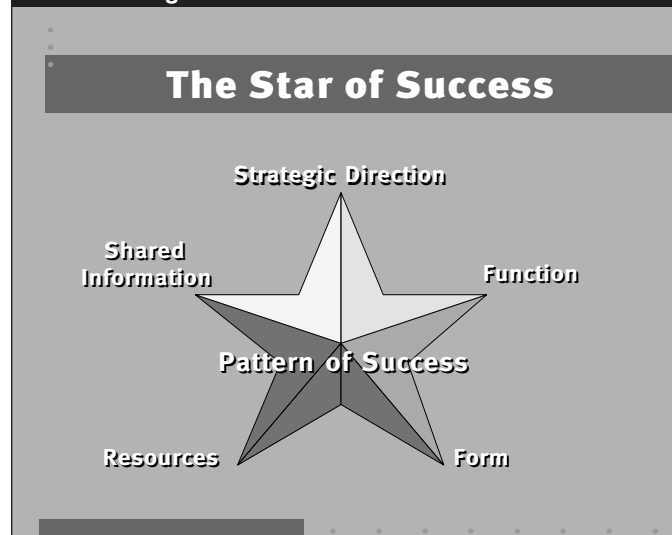 The Star of Success
Strategic Direction
Shared
Information
Function
Pattern of Success
Resources
Form